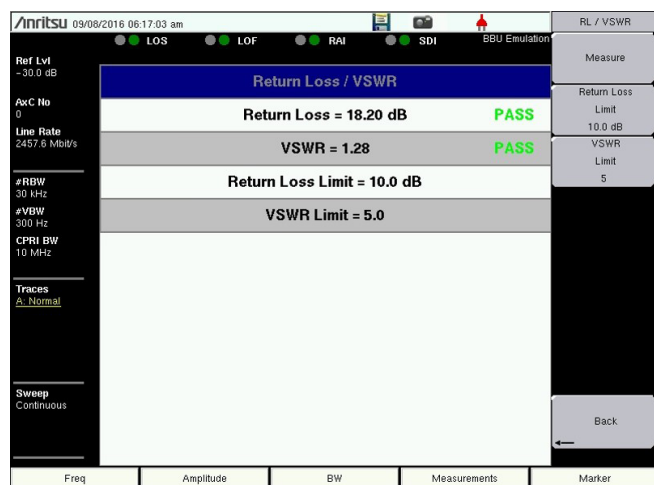 Anritsu 09/08/2016 06:17:03 am
RL / VSWR
LOS LOF RAI SDI BBU Emulation
Ref Lvl
-30.0 dB
AxC No
0
Line Rate
2457.6 Mbit/s
#RBW
30 kHz
#VBW
300 Hz
CPRI BW
10 MHz
Traces
A: Normal
Sweep
Continuous
Return Loss / VSWR
Return Loss = 18.20 dB PASS
VSWR = 1.28 PASS
Return Loss Limit = 10.0 dB
VSWR Limit = 5.0
Measure
Return Loss
Limit
10.0 dB
VSWR
Limit
5
Back
Freq Amplitude BW Measurements Marker